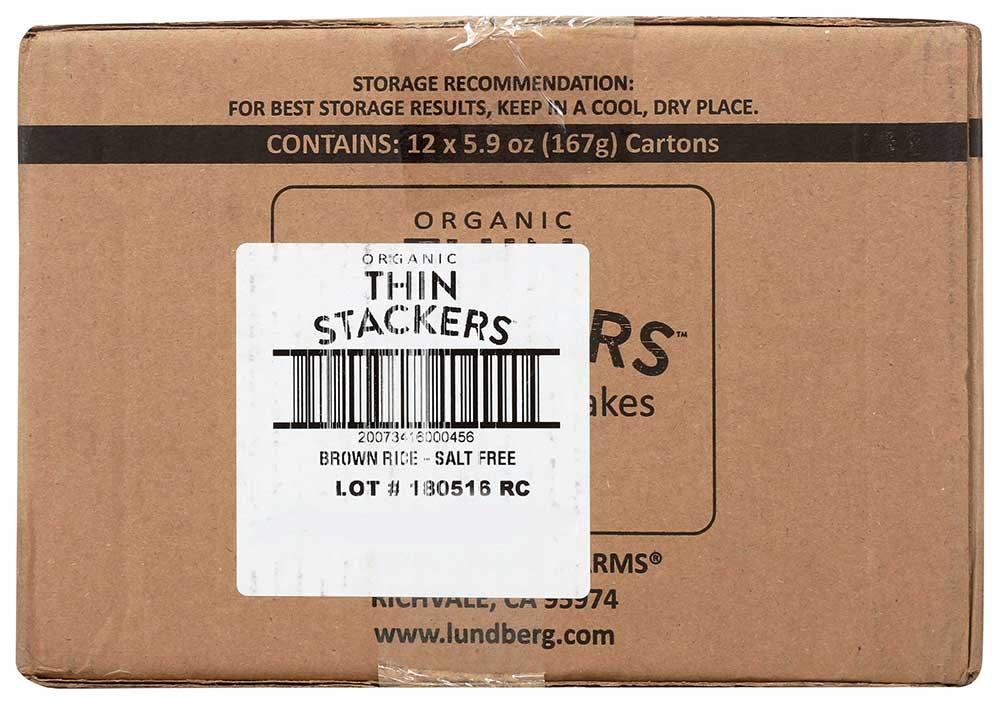 STORAGE RECOMMENDATION:
FOR BEST STORAGE RESULTS, KEEP IN A COOL, DRY PLACE.
CONTAINS: 12 x 5.9 oz (167g) Cartons
ORGANIC
RS™
akes
ORGANIC
THIN
STACKERS
20073416000456
BROWN RICE - SALT FREE
LOT # 180516 RC
ARMS®
RICHVALE, CA 95974
www.lundberg.com